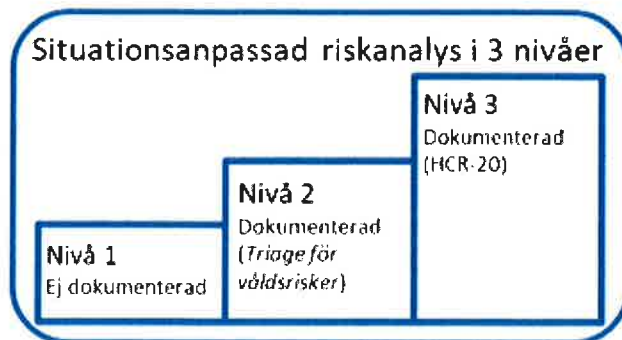 Situationsanpassad riskanalys i 3 nivåer
Nivå 3
Dokumenterad
(HCR-20)
Nivå 2
Dokumenterad
(Triage för
våldsrisker)
Nivå 1
Ej dokumenterad